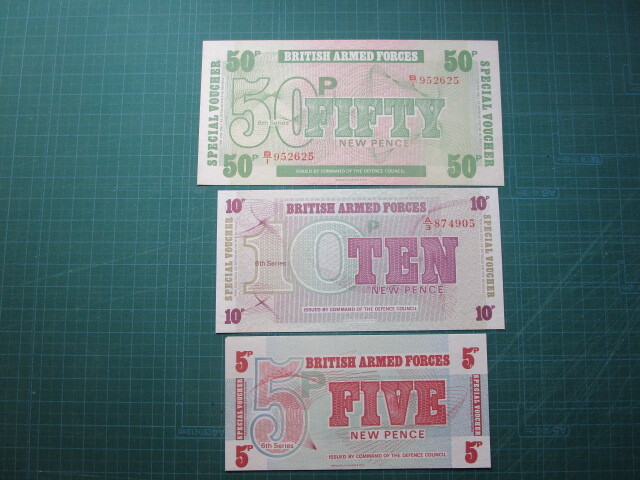 50P BRITISH ARMED FORCES 50P
SPECIAL VOUCHER
B/1 952625
50P FIFTY
6th Series
NEW PENCE
B/1 952625
SPECIAL VOUCHER
50P ISSUED BY COMMAND OF THE DEFENCE COUNCIL 50P
10P BRITISH ARMED FORCES 10P
SPECIAL VOUCHER
A/3 874905
10P TEN
6th Series
NEW PENCE
SPECIAL VOUCHER
10P ISSUED BY COMMAND OF THE DEFENCE COUNCIL 10P
5P BRITISH ARMED FORCES 5P
SPECIAL VOUCHER
5P FIVE
6th Series
NEW PENCE
SPECIAL VOUCHER
5P ISSUED BY COMMAND OF THE DEFENCE COUNCIL 5P